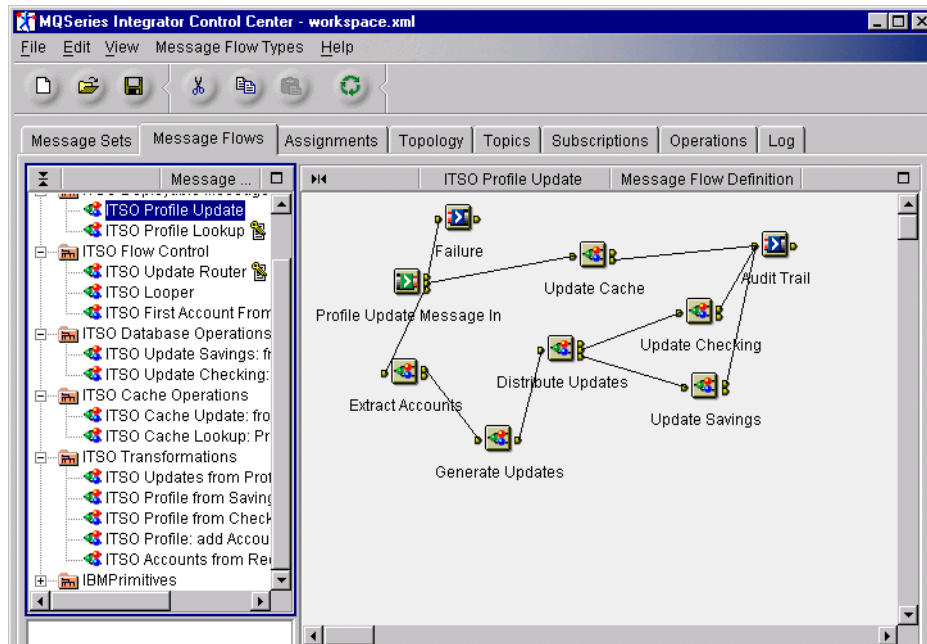 MQSeries Integrator Control Center - workspace.xml
File Edit View Message Flow Types Help
Message Sets Message Flows Assignments Topology Topics Subscriptions Operations Log
Message ...
ITSO Profile Update Message Flow Definition
ITSO Deployable Message
ITSO Profile Update
ITSO Profile Lookup
ITSO Flow Control
ITSO Update Router
ITSO Looper
ITSO First Account From
ITSO Database Operations
ITSO Update Savings: fr
ITSO Update Checking:
ITSO Cache Operations
ITSO Cache Update: fro
ITSO Cache Lookup: Pr
ITSO Transformations
ITSO Updates from Prof
ITSO Profile from Saving
ITSO Profile from Check
ITSO Profile: add Accou
ITSO Accounts from Re
IBMPrimitives
Failure
Audit Trail
Update Cache
Profile Update Message In
Update Checking
Distribute Updates
Extract Accounts
Update Savings
Generate Updates